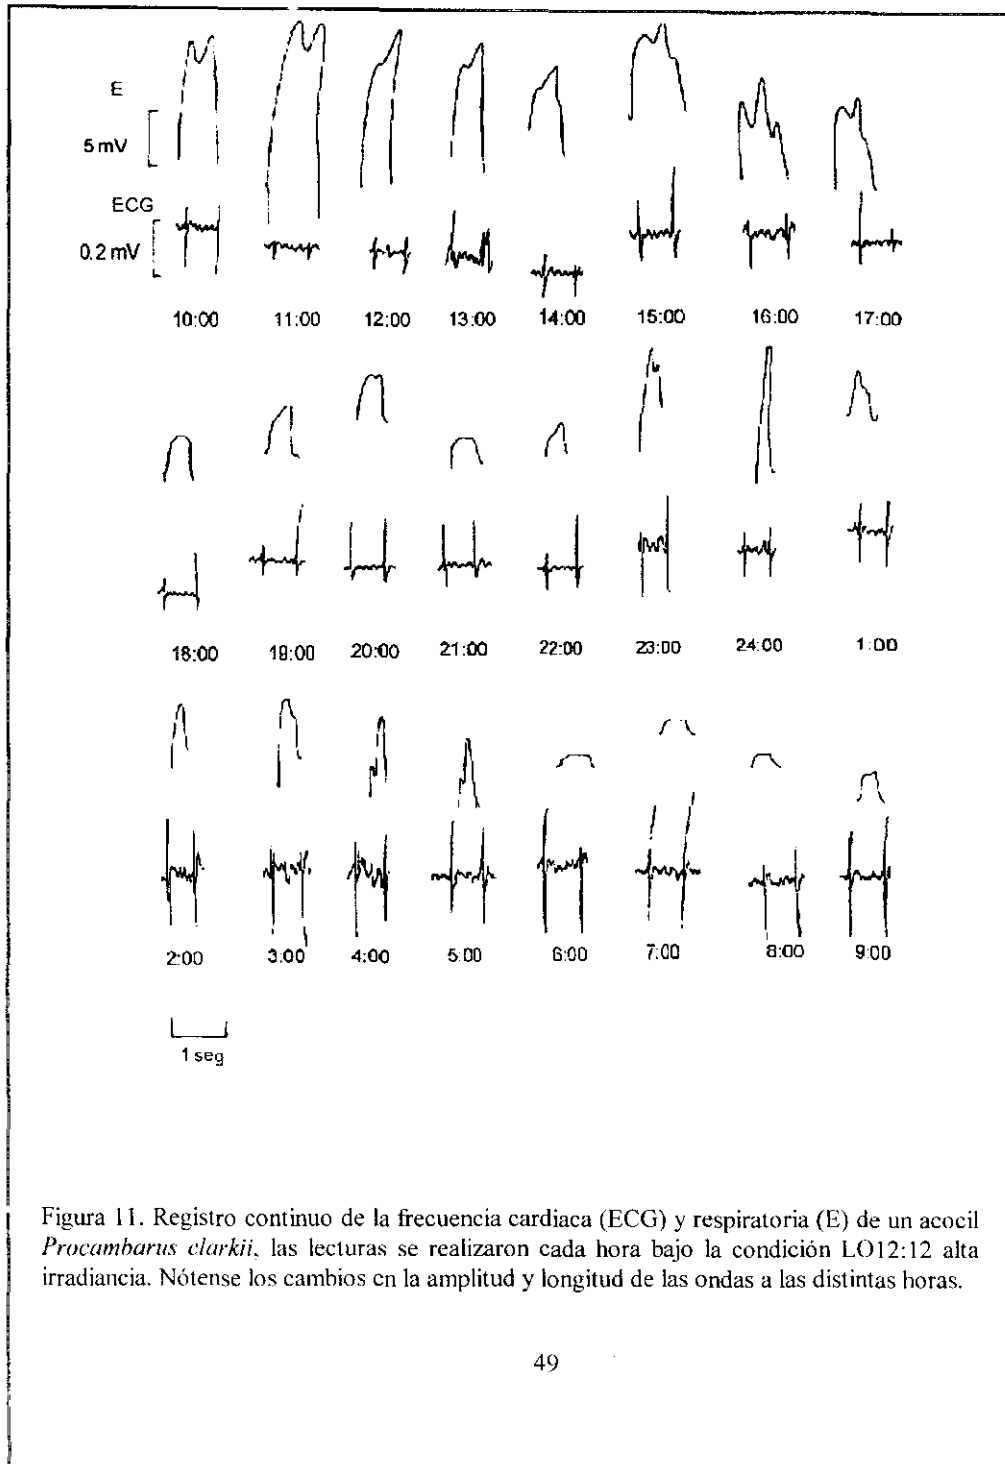 E
5 mV
ECG
0.2 mV
10:00 11:00 12:00 13:00 14:00 15:00 16:00 17:00
18:00 19:00 20:00 21:00 22:00 23:00 24:00 1:00
2:00 3:00 4:00 5:00 6:00 7:00 8:00 9:00
1 seg
Figura 11. Registro continuo de la frecuencia cardiaca (ECG) y respiratoria (E) de un acocil
Procambarus clarkii, las lecturas se realizaron cada hora bajo la condición LO12:12 alta
irradiancia. Nótense los cambios en la amplitud y longitud de las ondas a las distintas horas.
49